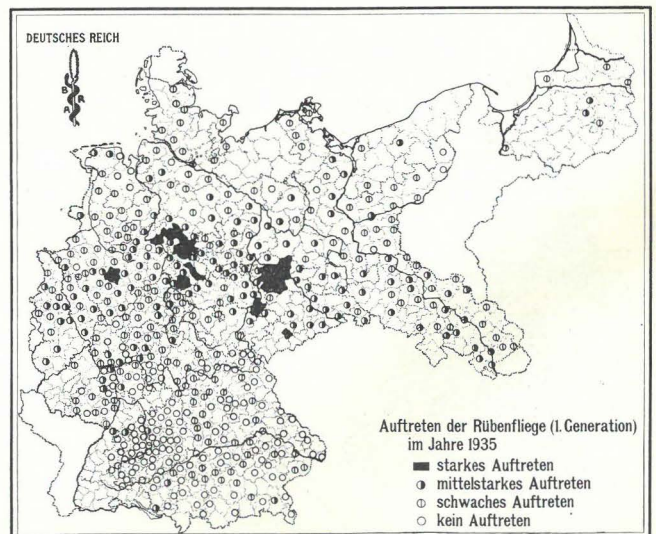 DEUTSCHES REICH
B
R
A
Auftreten der Rübenfliege (1. Generation)
im Jahre 1935
starkes Auftreten
mittelstarkes Auftreten
schwaches Auftreten
kein Auftreten